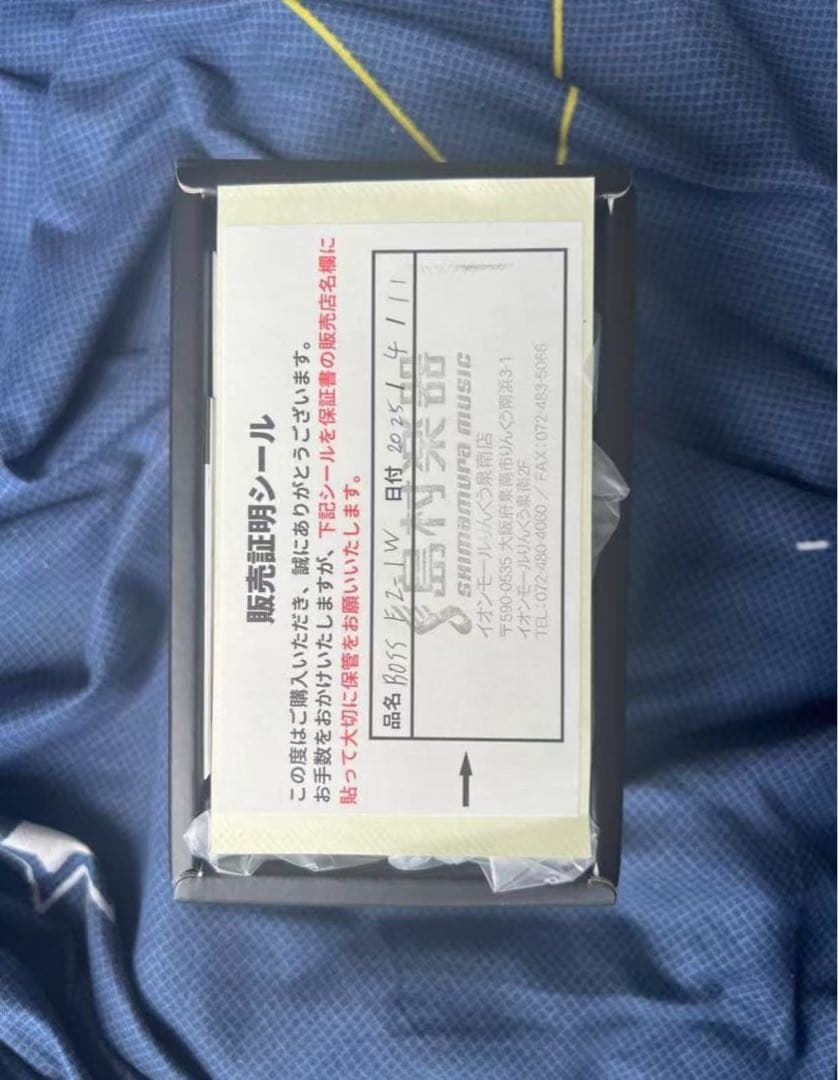 販売証明シール
この度はご購入いただき、誠にありがとうございます。
お手数をおかけいたしますが、下記シールを保証書の販売店名欄に
貼って大切に保管をお願いいたします。
品名 BOSS EZ-1W 日付 2025 / 4 / 11
島村楽器
SHIMAMURA MUSIC
イオンモールりんくう泉南店
〒590-0535 大阪府泉南市りんくう南浜3-1
イオンモールりんくう泉南2F
TEL:072-480-4060 / FAX:072-483-5066
→